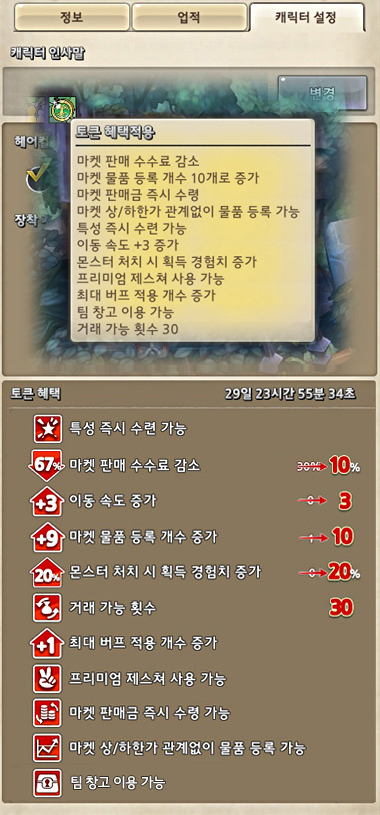 정보
업적
캐릭터 설정
캐릭터 인사말
변경
헤어
토큰 혜택적용
마켓 판매 수수료 감소
마켓 물품 등록 개수 10개로 증가
마켓 판매금 즉시 수령
마켓 상/하한가 관계없이 물품 등록 가능
특성 즉시 수련 가능
이동 속도 +3 증가
몬스터 처치 시 획득 경험치 증가
프리미엄 제스쳐 사용 가능
최대 버프 적용 개수 증가
팀 창고 이용 가능
거래 가능 횟수 30
장착
토큰 혜택 29일 23시간 55분 34초
특성 즉시 수련 가능
67% 마켓 판매 수수료 감소 30% 10%
+3 이동 속도 증가 0 3
+9 마켓 물품 등록 개수 증가 1 10
20% 몬스터 처치 시 획득 경험치 증가 0 20%
거래 가능 횟수 30
+1 최대 버프 적용 개수 증가
프리미엄 제스쳐 사용 가능
마켓 판매금 즉시 수령 가능
마켓 상/하한가 관계없이 물품 등록 가능
팀 창고 이용 가능